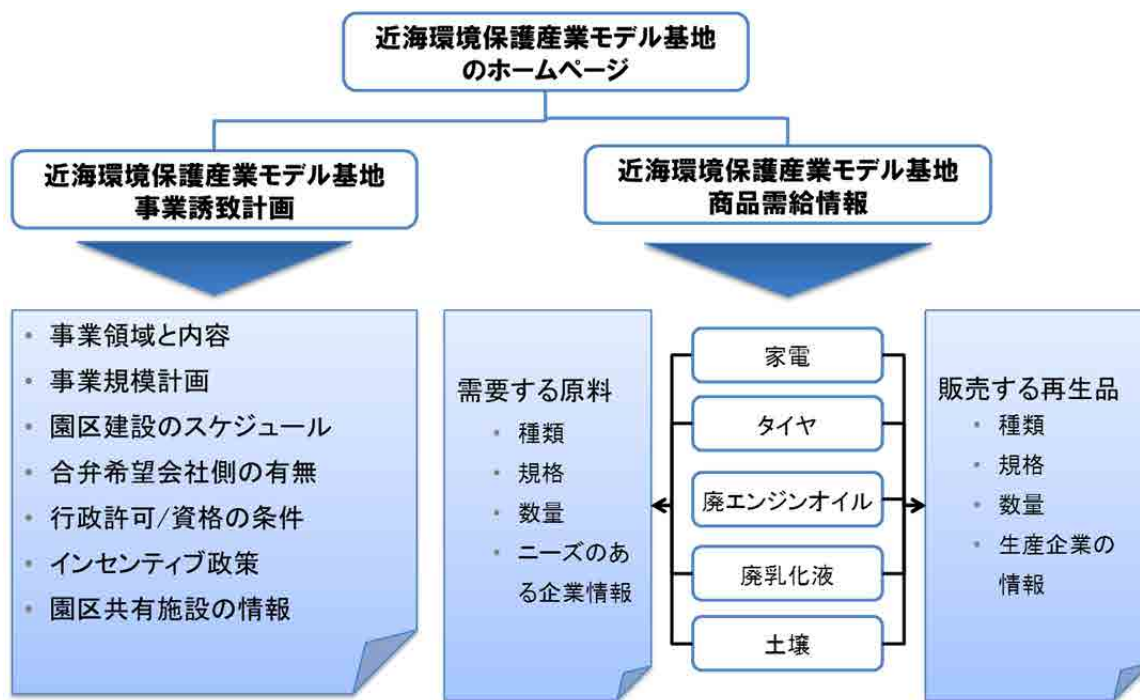 近海環境保護産業モデル基地
のホームページ
近海環境保護産業モデル基地
事業誘致計画
近海環境保護産業モデル基地
商品需給情報
・ 事業領域と内容
・ 事業規模計画
・ 園区建設のスケジュール
・ 合弁希望会社側の有無
・ 行政許可/資格の条件
・ インセンティブ政策
・ 園区共有施設の情報
需要する原料
・ 種類
・ 規格
・ 数量
・ ニーズのあ
る企業情報
家電
タイヤ
廃エンジンオイル
廃乳化液
土壌
販売する再生品
・ 種類
・ 規格
・ 数量
・ 生産企業の
情報